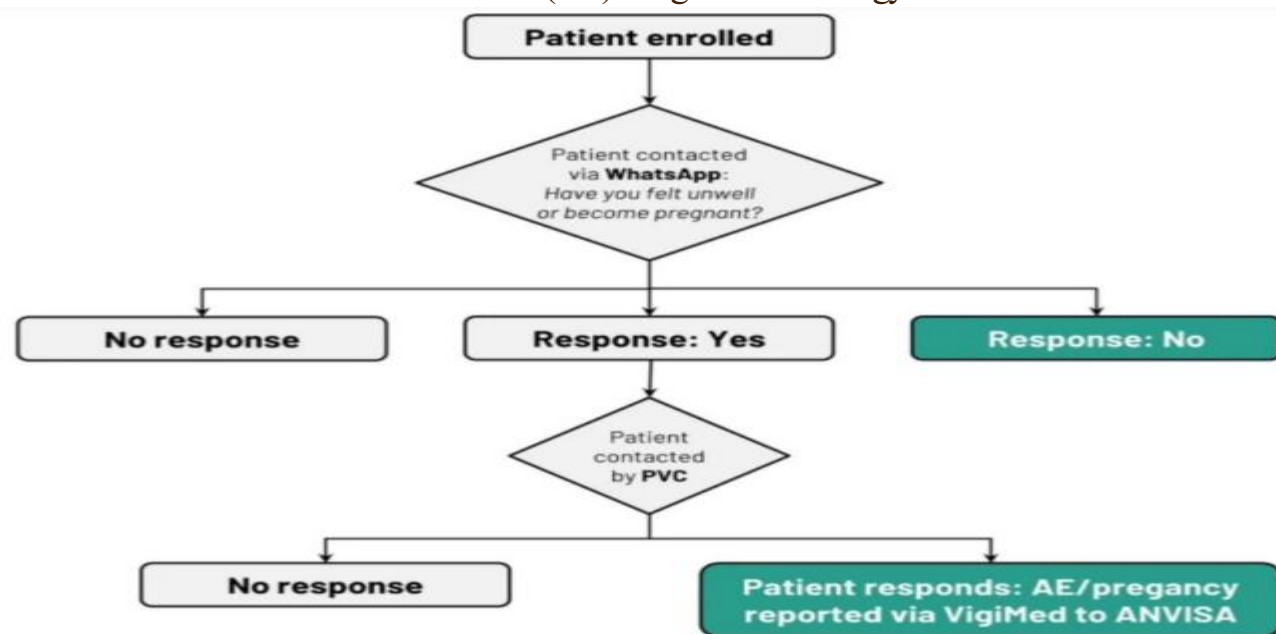 Patient enrolled
Patient contacted
via WhatsApp:
Have you felt unwell
or become pregnant?
No response
Response: Yes
Response: No
Patient
contacted
by PVC
No response
Patient responds: AE/pregancy
reported via VigiMed to ANVISA